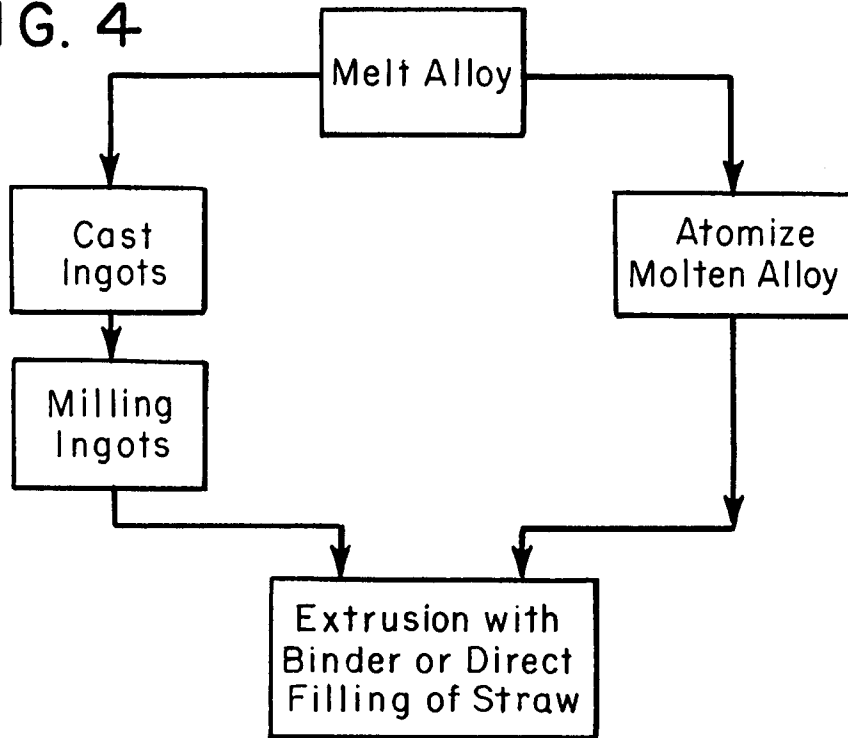 IG. 4
Melt Alloy
Cast
Ingots
Atomize
Molten Alloy
Milling
Ingots
Extrusion with
Binder or Direct
Filling of Straw